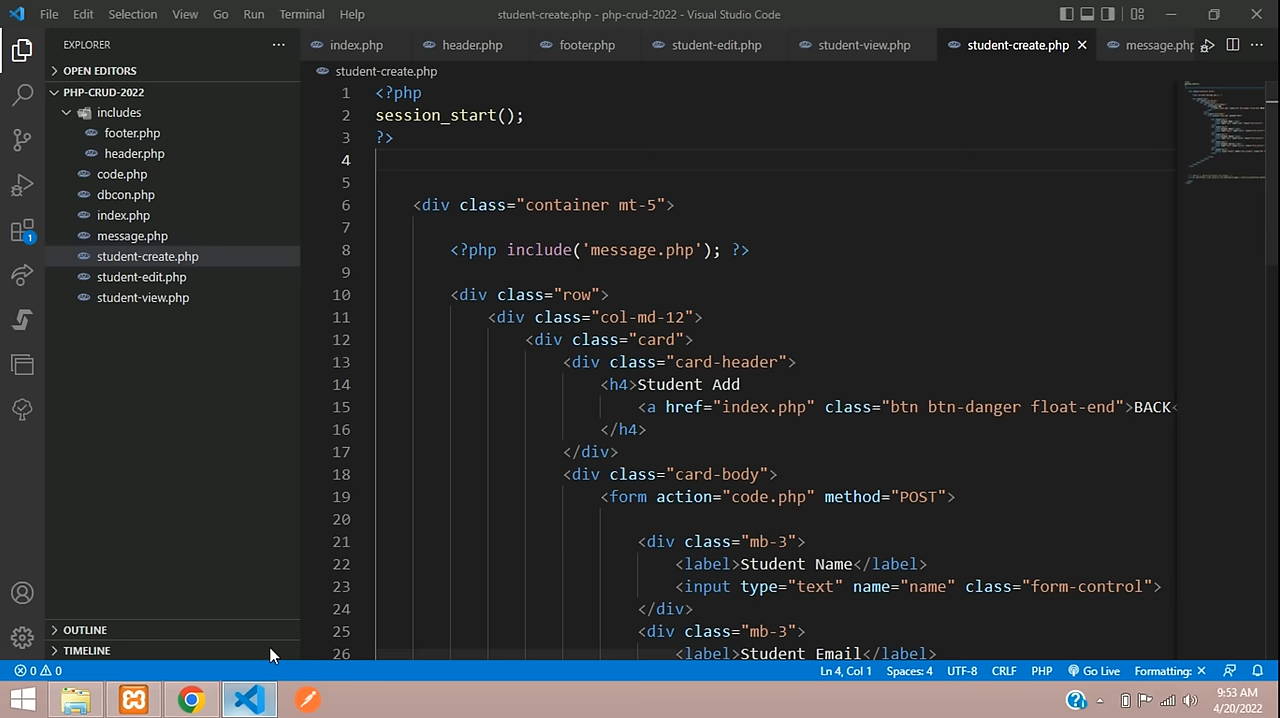 File Edit Selection View Go Run Terminal Help student-create.php - php-crud-2022 - Visual Studio Code
EXPLORER
index.php header.php footer.php student-edit.php student-view.php student-create.php message.php
OPEN EDITORS
student-create.php
PHP-CRUD-2022
includes
footer.php
header.php
code.php
dbcon.php
index.php
message.php
student-create.php
student-edit.php
student-view.php
OUTLINE
TIMELINE
1
1 <?php
2 session_start();
3 ?>
4
5
6 <div class="container mt-5">
7
8 <?php include('message.php'); ?>
9
10 <div class="row">
11 <div class="col-md-12">
12 <div class="card">
13 <div class="card-header">
14 <h4>Student Add
15 <a href="index.php" class="btn btn-danger float-end">BACK<
16 </h4>
17 </div>
18 <div class="card-body">
19 <form action="code.php" method="POST">
20
21 <div class="mb-3">
22 <label>Student Name</label>
23 <input type="text" name="name" class="form-control">
24 </div>
25 <div class="mb-3">
26 <label>Student Email</label>
0 0 Ln 4, Col 1 Spaces: 4 UTF-8 CRLF PHP Go Live Formatting: ×
9:53 AM
4/20/2022